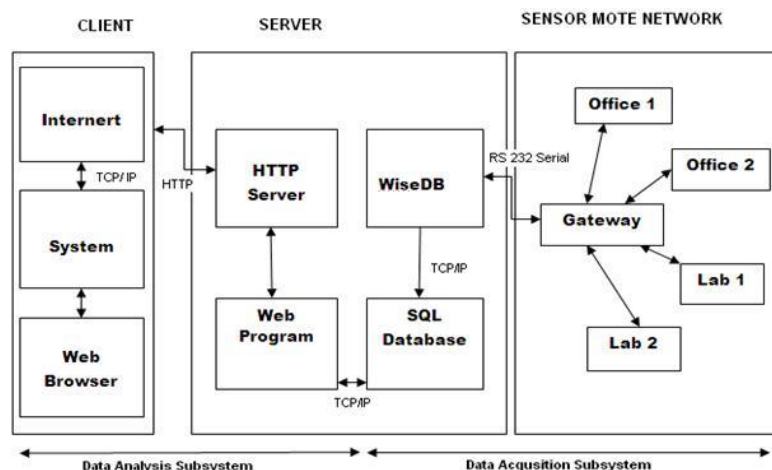 CLIENT
SERVER
SENSOR MOTE NETWORK
Internert
TCP/ IP
System
Web
Browser
HTTP
HTTP
Server
Web
Program
TCP/IP
WiseDB
TCP/IP
SQL
Database
RS 232 Serial
Office 1
Office 2
Gateway
Lab 1
Lab 2
Data Analysis Subsystem
Data Acqusition Subsystem